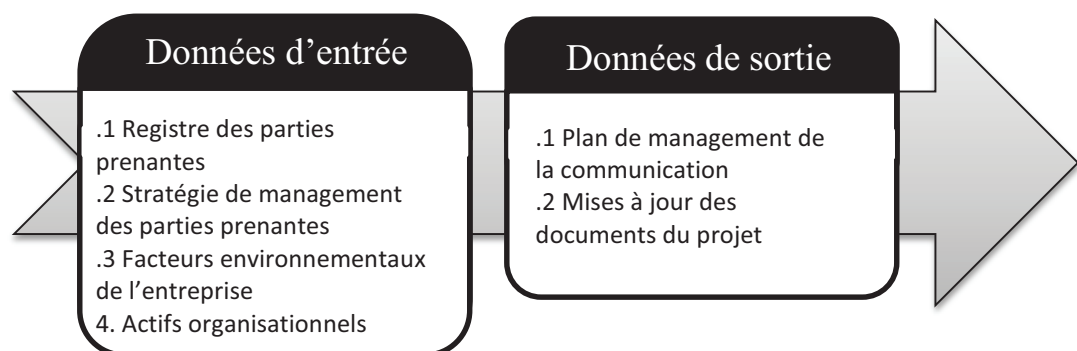 Données d’entrée
.1 Registre des parties
prenantes
.2 Stratégie de management
des parties prenantes
.3 Facteurs environnementaux
de l’entreprise
4. Actifs organisationnels
Données de sortie
.1 Plan de management de
la communication
.2 Mises à jour des
documents du projet